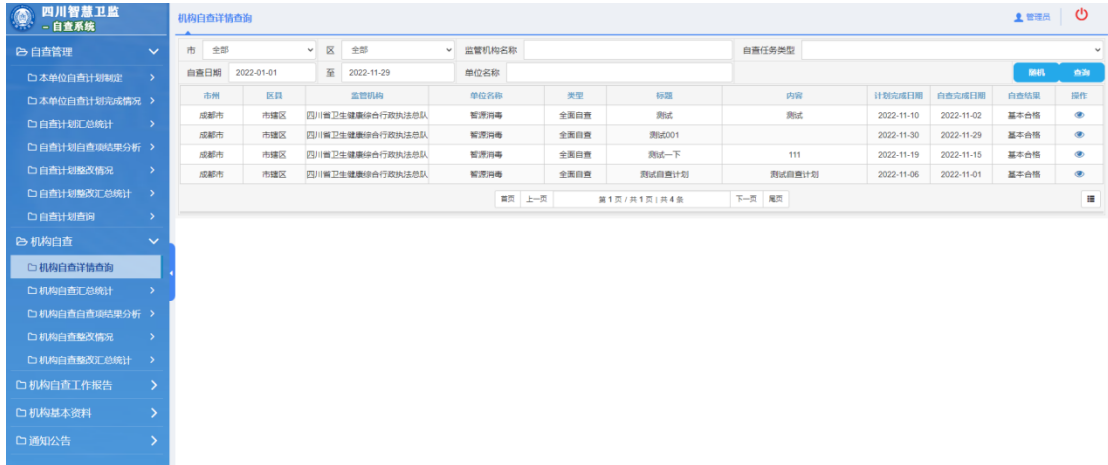 四川智慧卫监
- 自查系统
机构自查详情查询
管理员
自查管理
本单位自查计划制定
本单位自查计划完成情况
自查计划汇总统计
自查计划自查项结果分析
自查计划整改情况
自查计划整改汇总统计
自查计划查询
机构自查
机构自查详情查询
机构自查汇总统计
机构自查自查项结果分析
机构自查整改情况
机构自查整改汇总统计
机构自查工作报告
机构基本资料
通知公告
市 全部 区 全部 监管机构名称 自查任务类型
自查日期 2022-01-01 至 2022-11-29 单位名称 随机 查询
市州 区县 监管机构 单位名称 类型 标题 内容 计划完成日期 自查完成日期 自查结果 操作
成都市 市辖区 四川省卫生健康综合行政执法总队 智源消毒 全面自查 测试 测试 2022-11-10 2022-11-02 基本合格
成都市 市辖区 四川省卫生健康综合行政执法总队 智源消毒 全面自查 测试001 2022-11-30 2022-11-29 基本合格
成都市 市辖区 四川省卫生健康综合行政执法总队 智源消毒 全面自查 测试一下 111 2022-11-19 2022-11-15 基本合格
成都市 市辖区 四川省卫生健康综合行政执法总队 智源消毒 全面自查 测试自查计划 测试自查计划 2022-11-06 2022-11-01 基本合格
首页 上一页 第 1 页 / 共 1 页 | 共 4 条 下一页 尾页